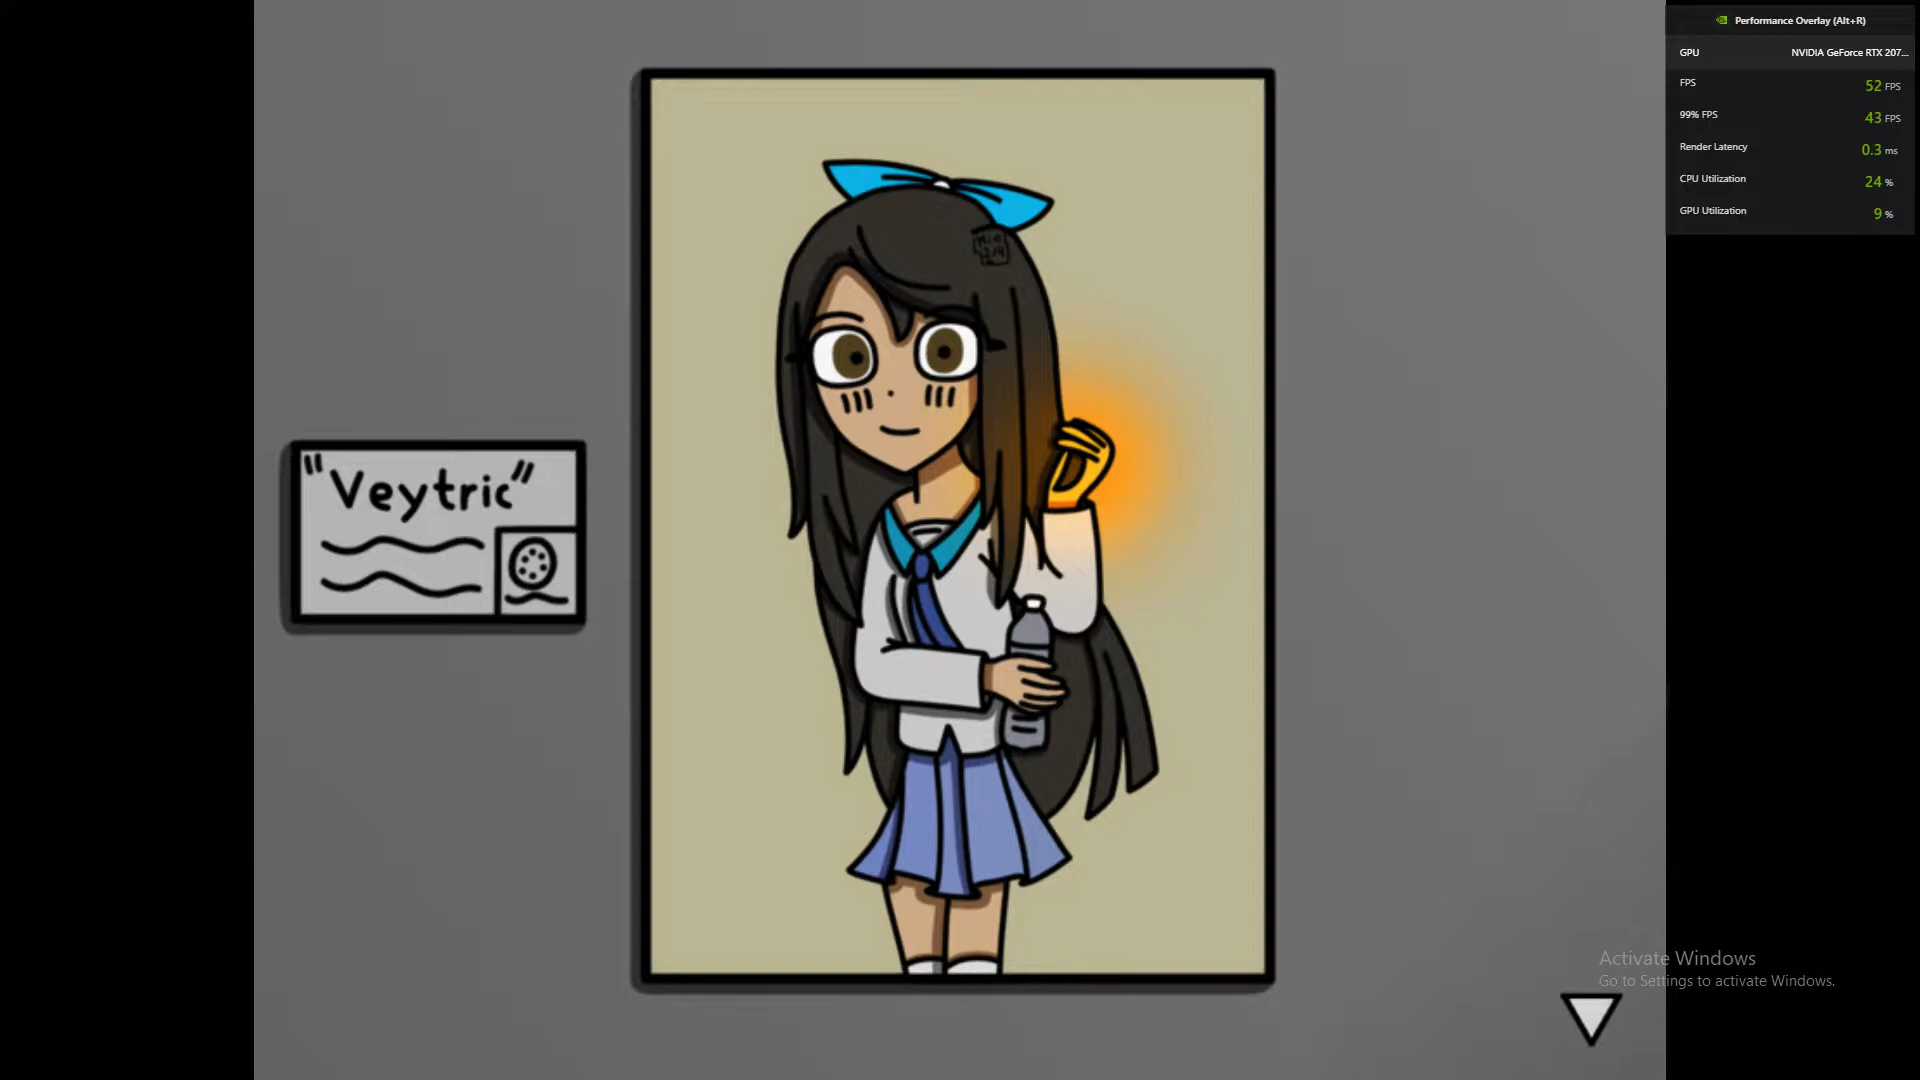 Performance Overlay (Alt+R)
GPU NVIDIA GeForce RTX 207...
FPS 52 FPS
99% FPS 43 FPS
Render Latency 0.3 ms
CPU Utilization 24 %
GPU Utilization 9 %
"Veytric"
Activate Windows
Go to Settings to activate Windows.